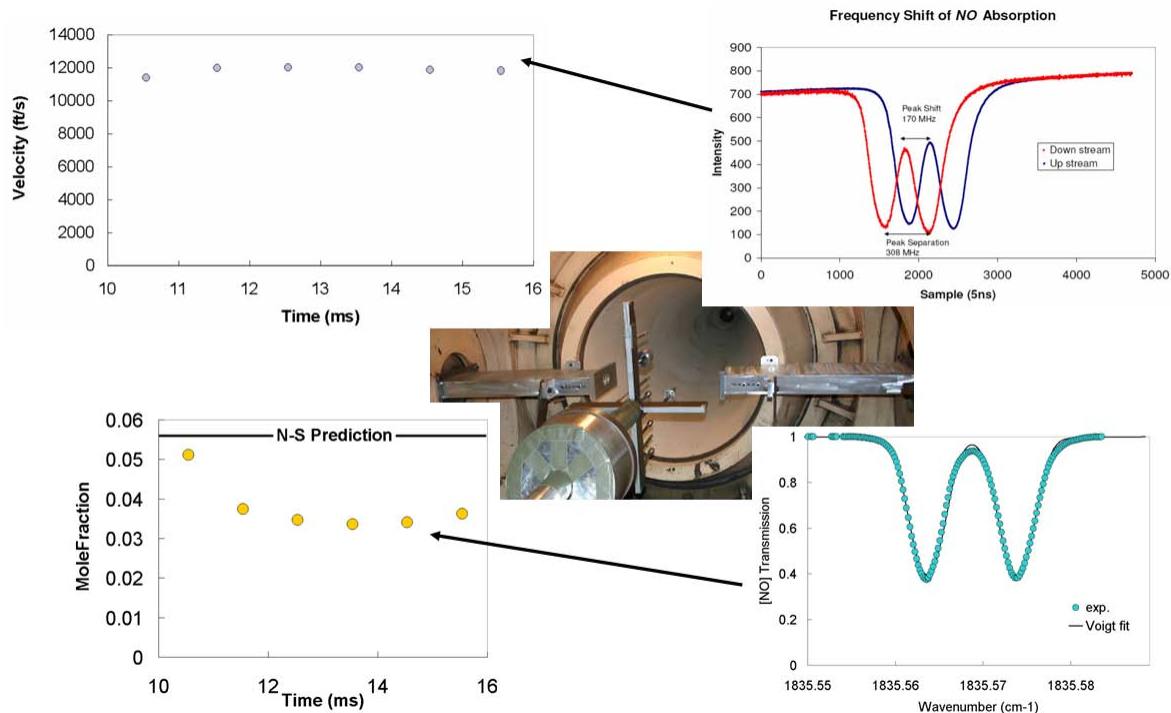 14000
12000
10000
8000
6000
4000
2000
0
Velocity (ft/s)
10 11 12 13 14 15 16
Time (ms)
Frequency Shift of NO Absorption
900
800
700
600
500
400
300
200
100
0
Intensity
Peak Shift
170 MHz
Down stream
Up stream
Peak Separation
308 MHz
0 1000 2000 3000 4000 5000
Sample (5ns)
0.06
0.05
0.04
0.03
0.02
0.01
0
MoleFraction
N-S Prediction
10 12 14 16
Time (ms)
1
0.8
0.6
0.4
0.2
0
[NO] Transmission
exp.
Voigt fit
1835.55 1835.56 1835.57 1835.58
Wavenumber (cm-1)